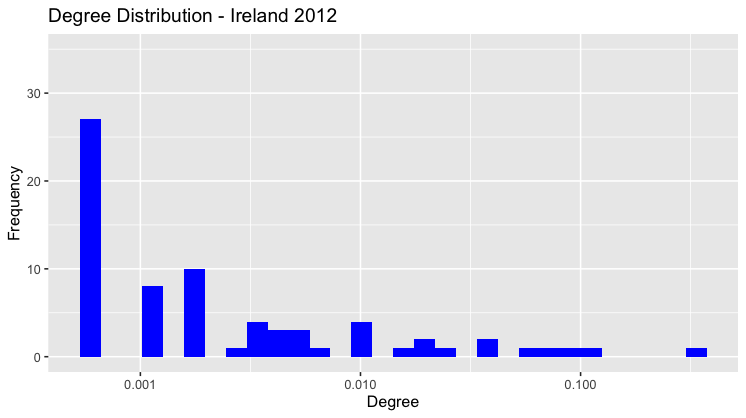 Degree Distribution - Ireland 2012
Frequency
30
20
10
0
0.001 0.010 0.100
Degree